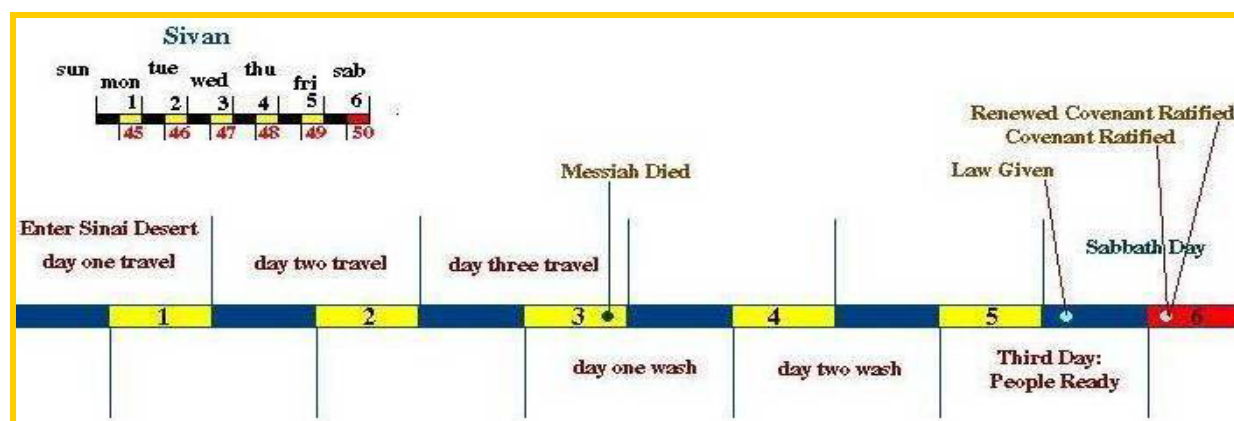 Sivan
sun mon tue wed thu fri sab
1 2 3 4 5 6
45 46 47 48 49 50
Renewed Covenant Ratified
Covenant Ratified
Messiah Died
Law Given
Enter Sinai Desert
Sabbath Day
day one travel
day two travel
day three travel
1 2 3 4 5 6
day one wash
day two wash
Third Day:
People Ready